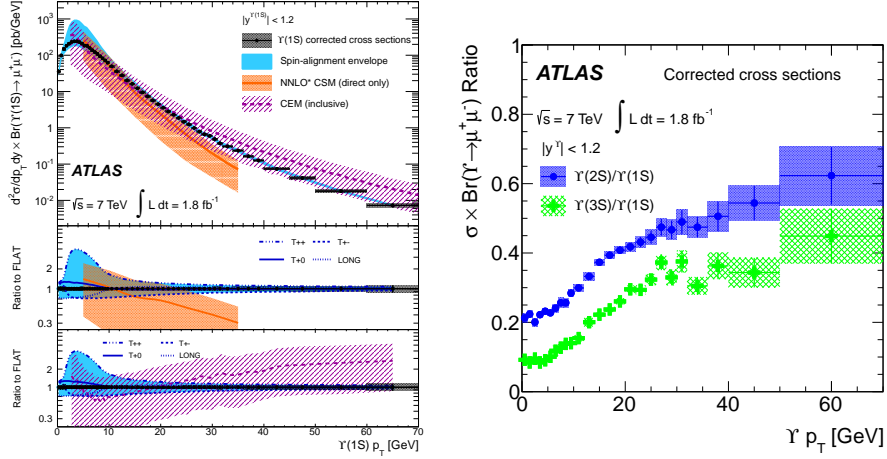 |y^Υ(1S)| < 1.2
Υ(1S) corrected cross sections
Spin-alignment envelope
NNLO* CSM (direct only)
CEM (inclusive)
d²σ/dp_T dy × Br(Υ(1S)→ μ⁺μ⁻) [pb/GeV]
10³
10²
10
1
10⁻¹
10⁻²
ATLAS
√s = 7 TeV ∫ L dt = 1.8 fb⁻¹
Ratio to FLAT
2
1
0.3
T++ T+-
T+0 LONG
Ratio to FLAT
2
1
0.3
T++ T+-
T+0 LONG
0 10 20 30 40 50 60 70
Υ(1S) p_T [GeV]
σ × Br(Υ→μ⁺μ⁻) Ratio
1
0.8
0.6
0.4
0.2
0
ATLAS Corrected cross sections
√s = 7 TeV ∫ L dt = 1.8 fb⁻¹
|y^Υ| < 1.2
Υ(2S)/Υ(1S)
Υ(3S)/Υ(1S)
0 20 40 60
Υ p_T [GeV]